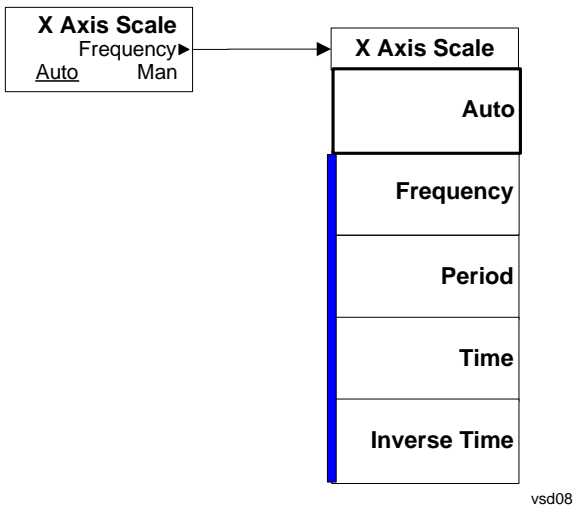 X Axis Scale
Frequency
Auto Man
X Axis Scale
Auto
Frequency
Period
Time
Inverse Time
vsd08